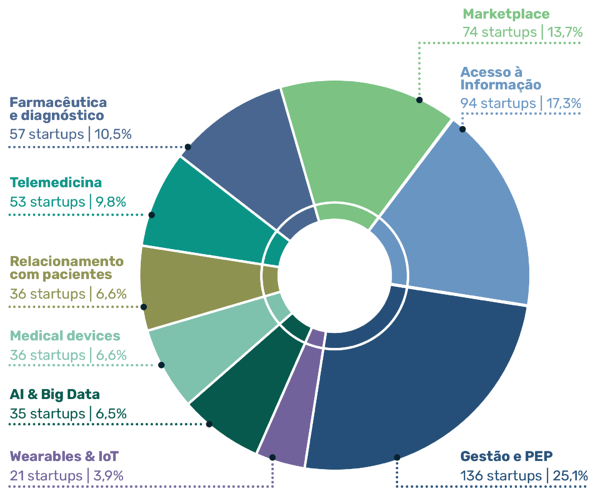 Marketplace
74 startups | 13,7%
Acesso à
Informação
94 startups | 17,3%
Farmacêutica
e diagnóstico
57 startups | 10,5%
Telemedicina
53 startups | 9,8%
Relacionamento
com pacientes
36 startups | 6,6%
Medical devices
36 startups | 6,6%
AI & Big Data
35 startups | 6,5%
Wearables & IoT
21 startups | 3,9%
Gestão e PEP
136 startups | 25,1%